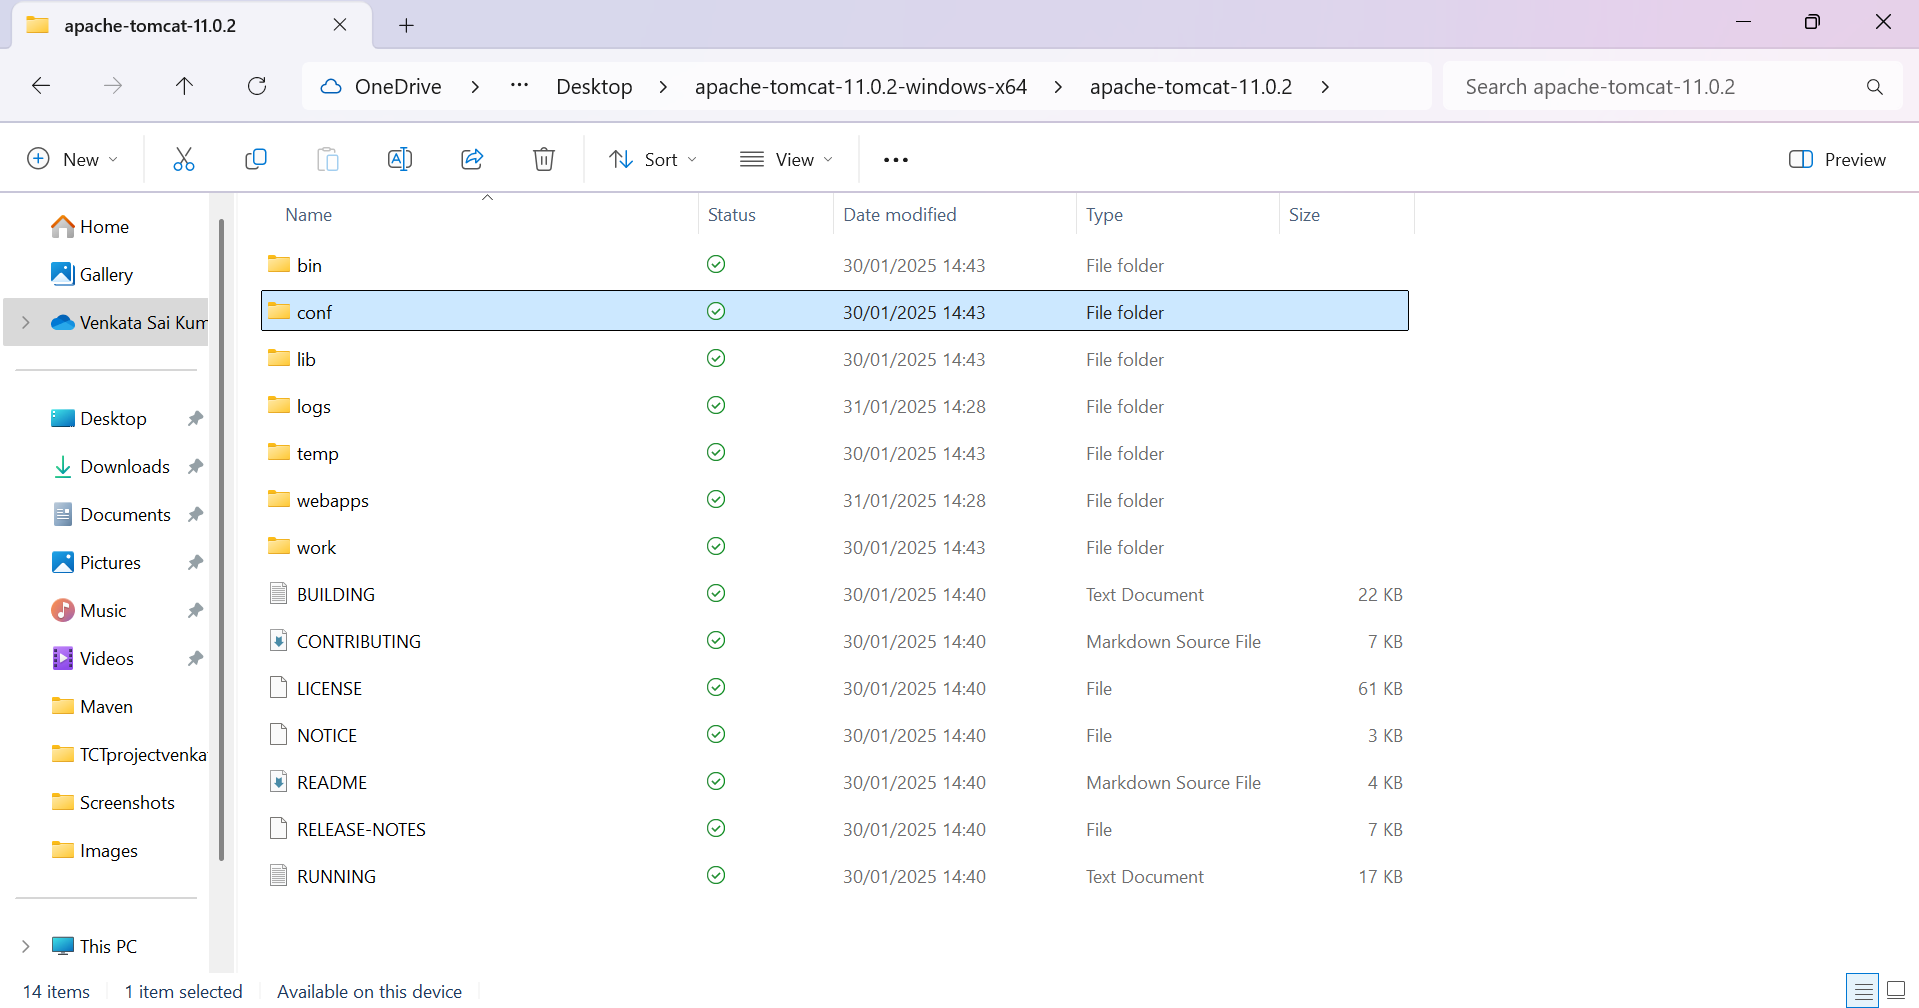 apache-tomcat-11.0.2
OneDrive > ... Desktop > apache-tomcat-11.0.2-windows-x64 > apache-tomcat-11.0.2 >
Search apache-tomcat-11.0.2
New
Sort
View
...
Preview
Home
Gallery
Venkata Sai Kum
Desktop
Downloads
Documents
Pictures
Music
Videos
Maven
TCTprojectvenka
Screenshots
Images
This PC
Name Status Date modified Type Size
bin 30/01/2025 14:43 File folder
conf 30/01/2025 14:43 File folder
lib 30/01/2025 14:43 File folder
logs 31/01/2025 14:28 File folder
temp 30/01/2025 14:43 File folder
webapps 31/01/2025 14:28 File folder
work 30/01/2025 14:43 File folder
BUILDING 30/01/2025 14:40 Text Document 22 KB
CONTRIBUTING 30/01/2025 14:40 Markdown Source File 7 KB
LICENSE 30/01/2025 14:40 File 61 KB
NOTICE 30/01/2025 14:40 File 3 KB
README 30/01/2025 14:40 Markdown Source File 4 KB
RELEASE-NOTES 30/01/2025 14:40 File 7 KB
RUNNING 30/01/2025 14:40 Text Document 17 KB
14 items 1 item selected Available on this device